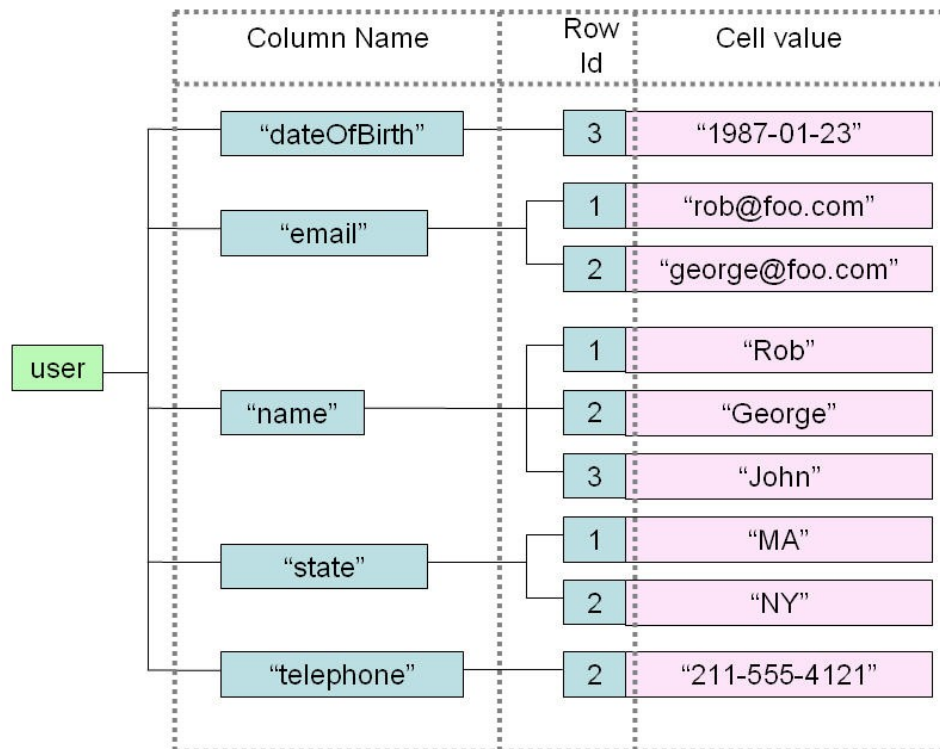 Column Name
Row
Id
Cell value
“dateOfBirth”
3
“1987-01-23”
“email”
1
“rob@foo.com”
2
“george@foo.com”
user
“name”
1
“Rob”
2
“George”
3
“John”
“state”
1
“MA”
2
“NY”
“telephone”
2
“211-555-4121”